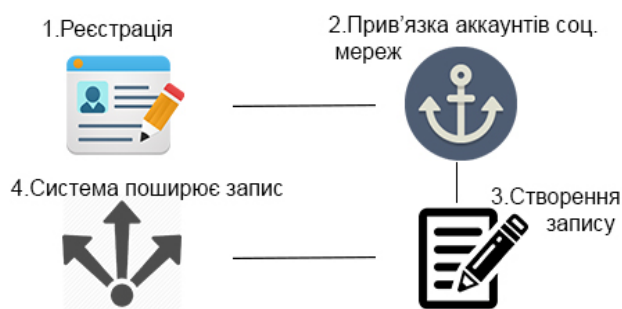 1.Реєстрація
2.Прив’язка аккаунтів соц.
мереж
3.Створення
запису
4.Система поширює запис